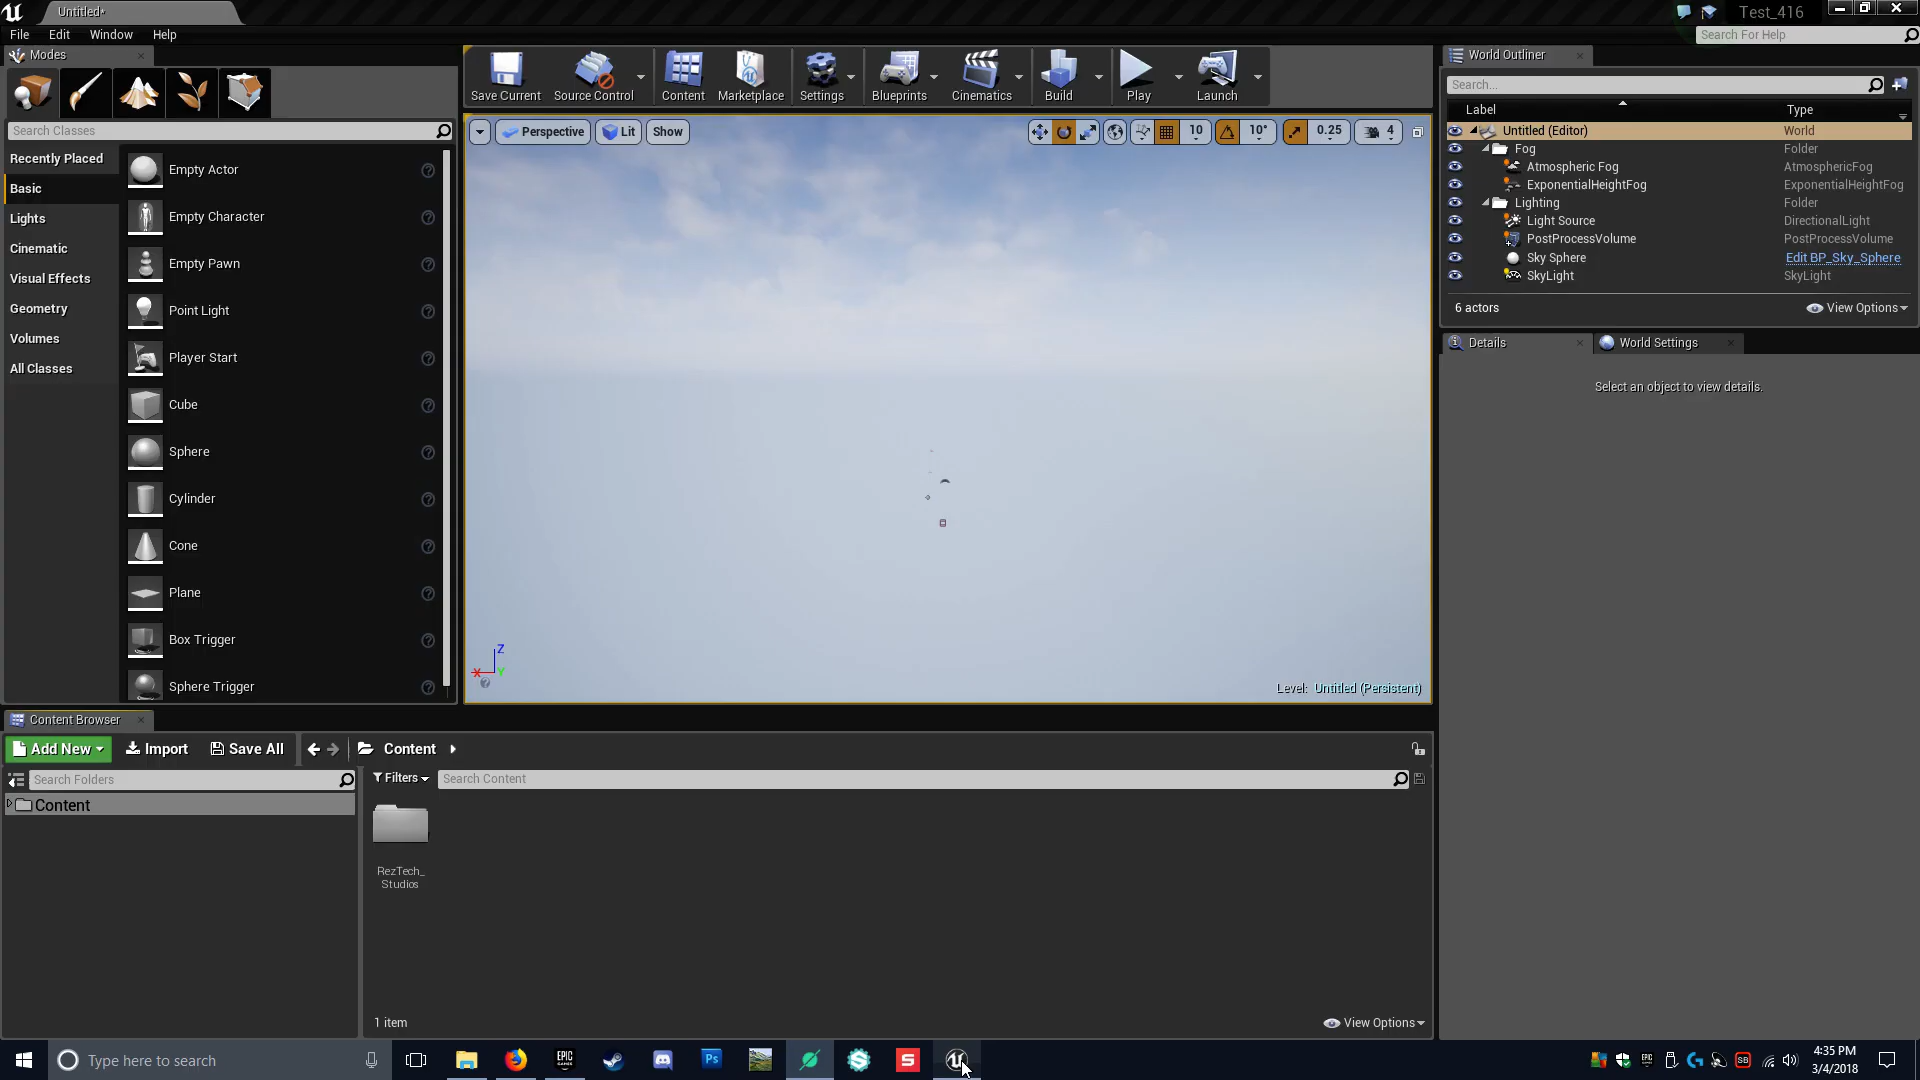 Untitled*
Test_416
File
Edit
Window
Help
Search For Help
Modes
Search Classes
Recently Placed
Basic
Lights
Cinematic
Visual Effects
Geometry
Volumes
All Classes
Empty Actor
Empty Character
Empty Pawn
Point Light
Player Start
Cube
Sphere
Cylinder
Cone
Plane
Box Trigger
Sphere Trigger
Save Current
Source Control
Content
Marketplace
Settings
Blueprints
Cinematics
Build
Play
Launch
Perspective
Lit
Show
10
10°
0.25
4
X
Y
Z
Level: Untitled (Persistent)
World Outliner
Search...
Label
Type
Untitled (Editor)
World
Fog
Folder
Atmospheric Fog
AtmosphericFog
ExponentialHeightFog
ExponentialHeightFog
Lighting
Folder
Light Source
DirectionalLight
PostProcessVolume
PostProcessVolume
Sky Sphere
Edit BP_Sky_Sphere
SkyLight
SkyLight
6 actors
View Options
Details
World Settings
Select an object to view details.
Content Browser
Add New
Import
Save All
Content
Search Folders
Content
Filters
Search Content
RezTech_
Studios
1 item
View Options
Type here to search
EPIC
GAMES
Ps
S
SB
4:35 PM
3/4/2018